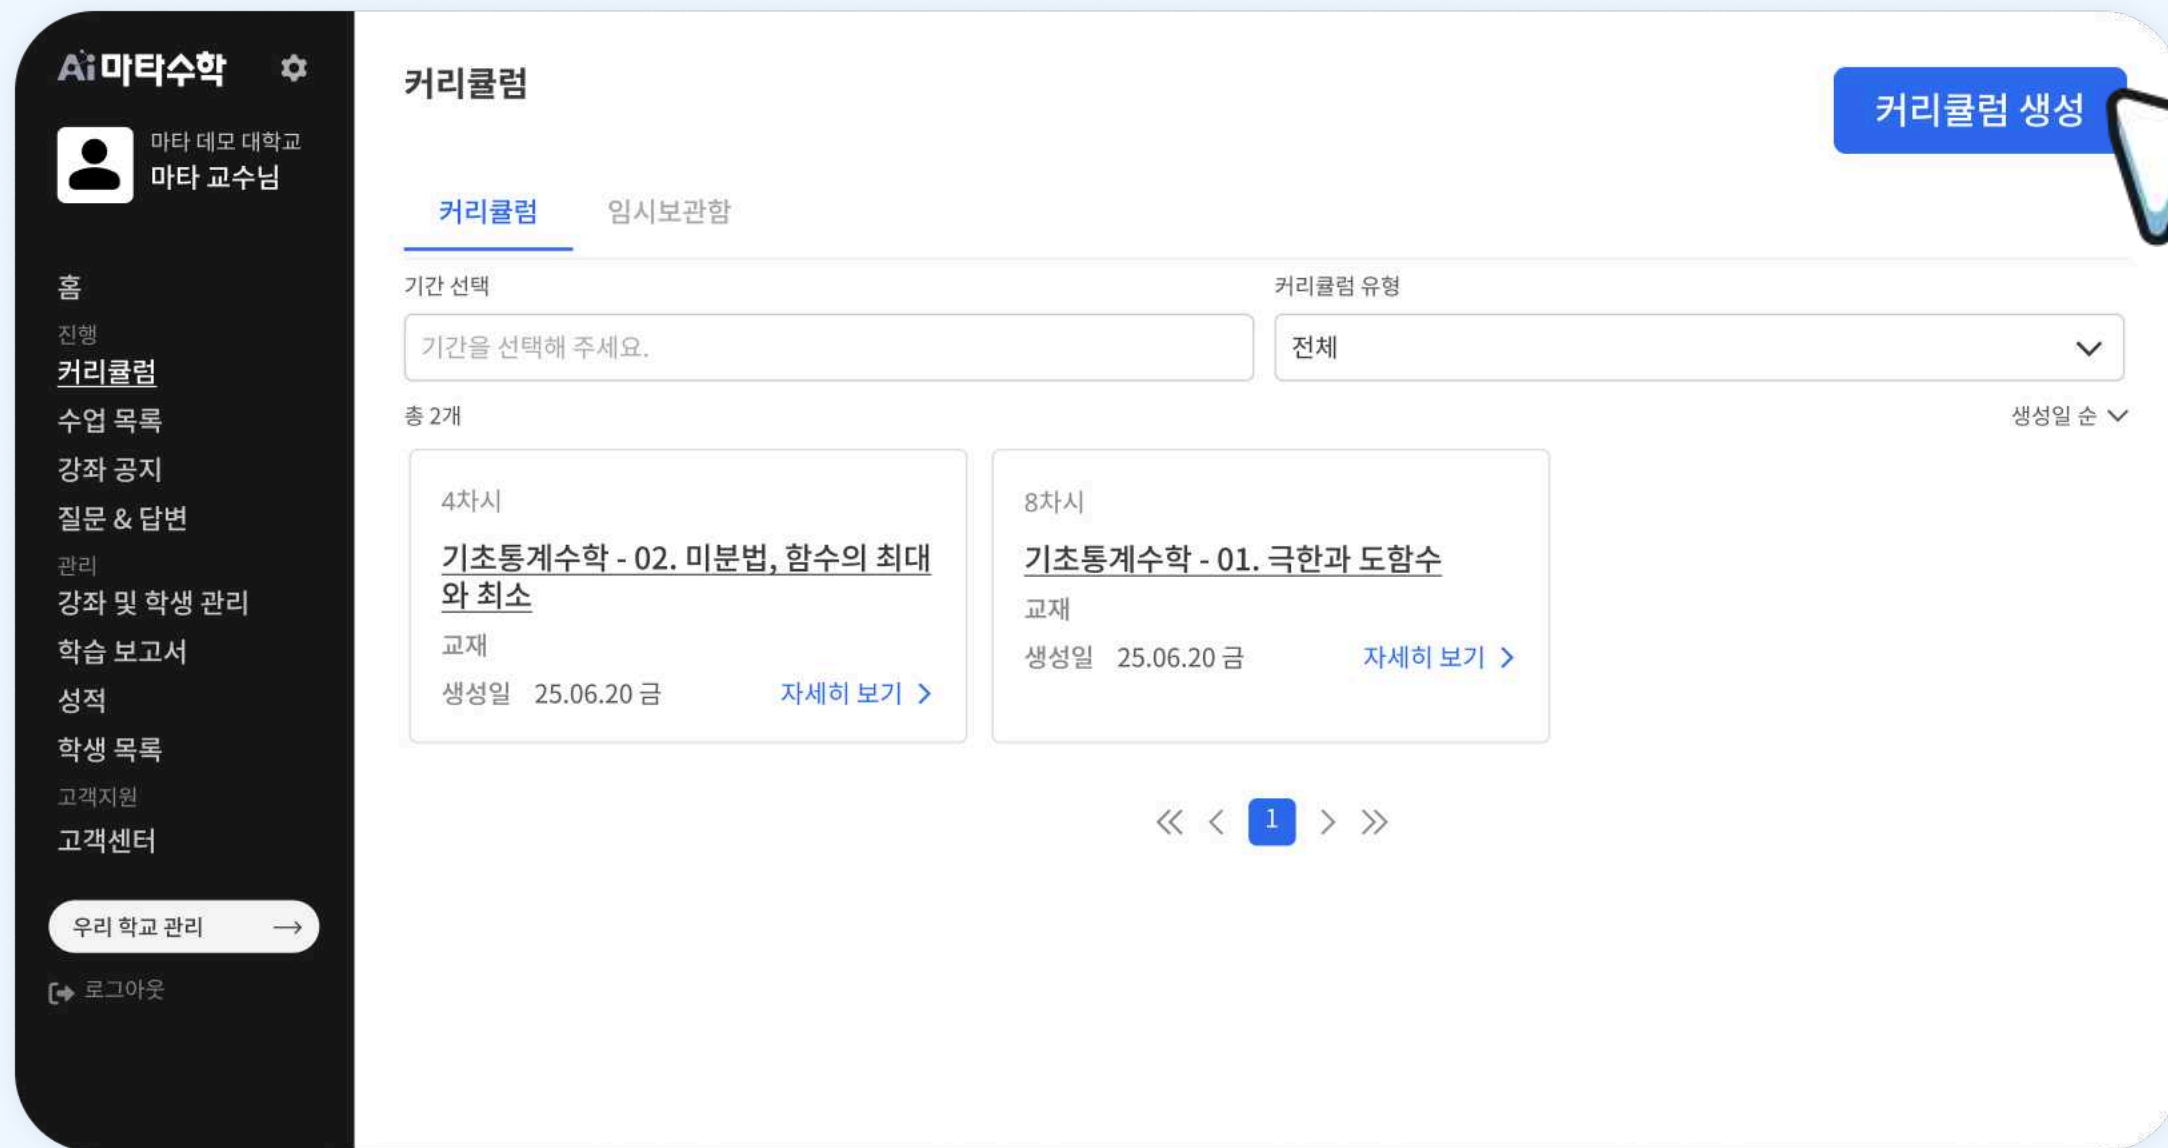 Ai 마타수학
마타 데모 대학교
마타 교수님
홈
진행
커리큘럼
수업 목록
강좌 공지
질문 & 답변
관리
강좌 및 학생 관리
학습 보고서
성적
학생 목록
고객지원
고객센터
우리 학교 관리
로그아웃
커리큘럼
커리큘럼 생성
커리큘럼 임시보관함
기간 선택 커리큘럼 유형
기간을 선택해 주세요. 전체
총 2개 생성일 순
4차시
기초통계수학 - 02. 미분법, 함수의 최대
와 최소
교재
생성일 25.06.20 금 자세히 보기
8차시
기초통계수학 - 01. 극한과 도함수
교재
생성일 25.06.20 금 자세히 보기
1